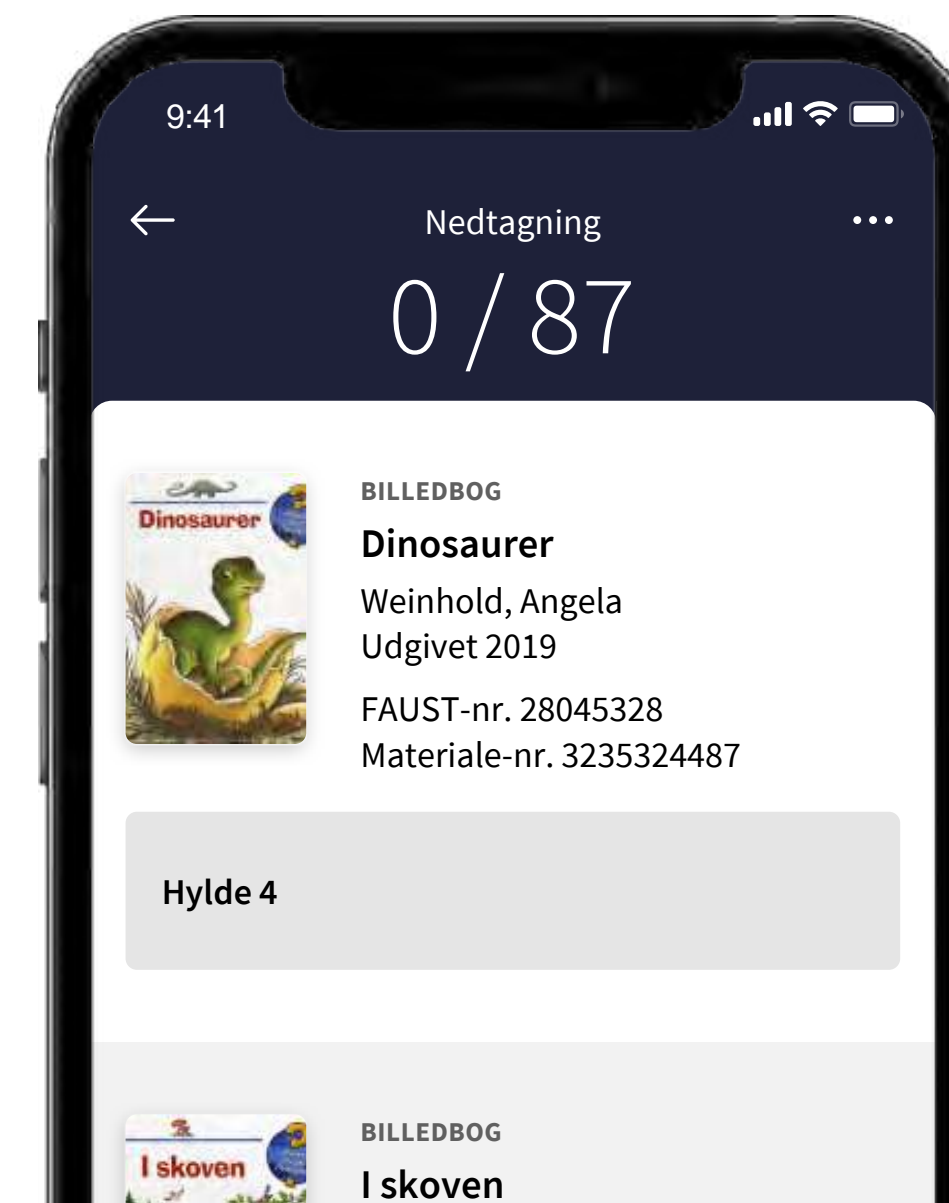 9:41
Nedtagning
0 / 87
Dinosaurer
BILLEDBOG
Dinosaurer
Weinhold, Angela
Udgivet 2019
FAUST-nr. 28045328
Materiale-nr. 3235324487
Hylde 4
I skoven
BILLEDBOG
I skoven